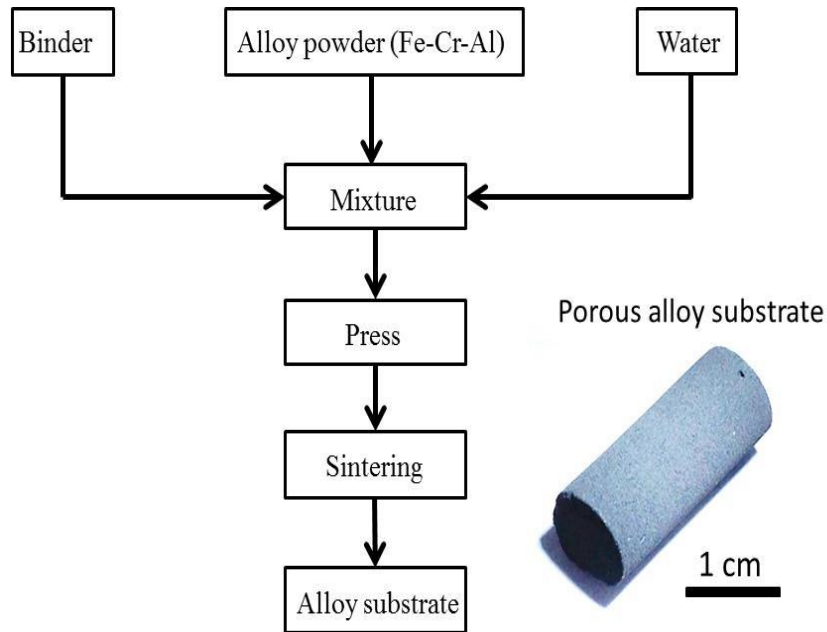 Binder
Alloy powder (Fe-Cr-Al)
Water
Mixture
Press
Porous alloy substrate
Sintering
1 cm
Alloy substrate